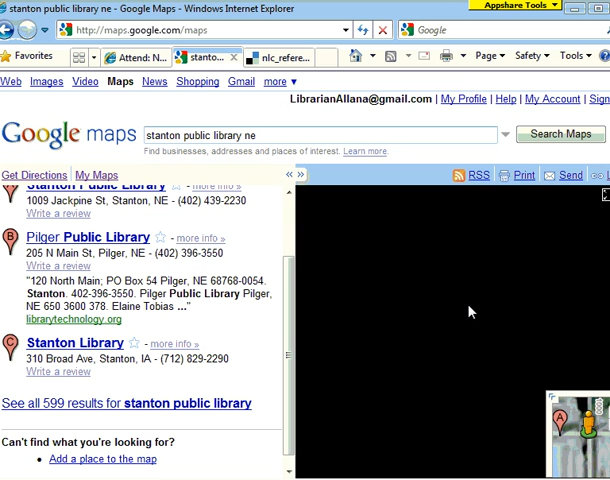 stanton public library ne - Google Maps - Windows Internet Explorer
Appshare Tools
http://maps.google.com/maps
Google
Favorites
Attend: N...
stanto...
nlc_refere...
Page
Safety
Tools
Web Images Videos Maps News Shopping Gmail more ▼
LibrarianAllana@gmail.com | My Profile | Help | My Account | Sign
Google maps
stanton public library ne
Search Maps
Find businesses, addresses and places of interest. Learn more.
Get Directions My Maps
« »
RSS Print Send
A
Stanton Public Library - more info »
1009 Jackpine St, Stanton, NE - (402) 439-2230
Write a review
B
Pilger Public Library - more info »
205 N Main St, Pilger, NE - (402) 396-3550
Write a review
"120 North Main; PO Box 54 Pilger, NE 68768-0054.
Stanton. 402-396-3550. Pilger Public Library Pilger,
NE 650 3600 378. Elaine Tobias ..."
librarytechnology.org
C
Stanton Library - more info »
310 Broad Ave, Stanton, IA - (712) 829-2290
Write a review
See all 599 results for stanton public library
Can't find what you're looking for?
Add a place to the map
A